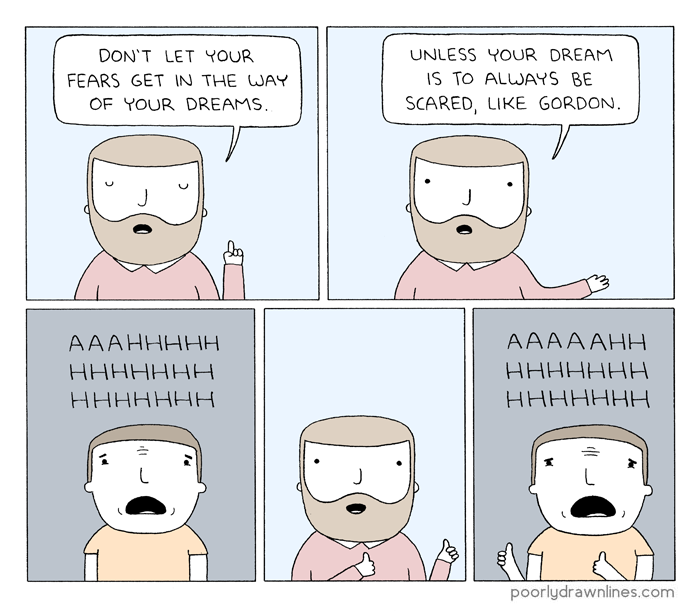 DON'T LET YOUR
FEARS GET IN THE WAY
OF YOUR DREAMS.
UNLESS YOUR DREAM
IS TO ALWAYS BE
SCARED, LIKE GORDON.
AAAHHHHH
HHHHHHH
HHHHHHH
AAAAAHH
HHHHHHH
HHHHHHH
poorlydrawnlines.com